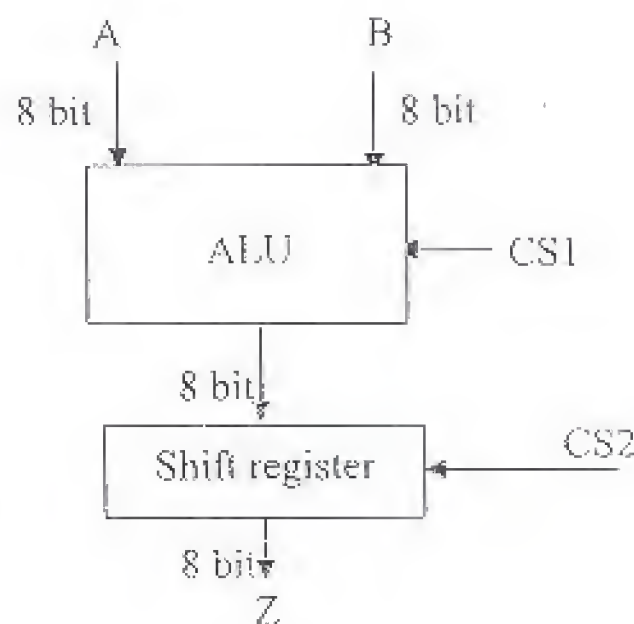 A
B
8 bit
8 bit
ALU
CS1
8 bit
Shift register
CS2
8 bit
Z